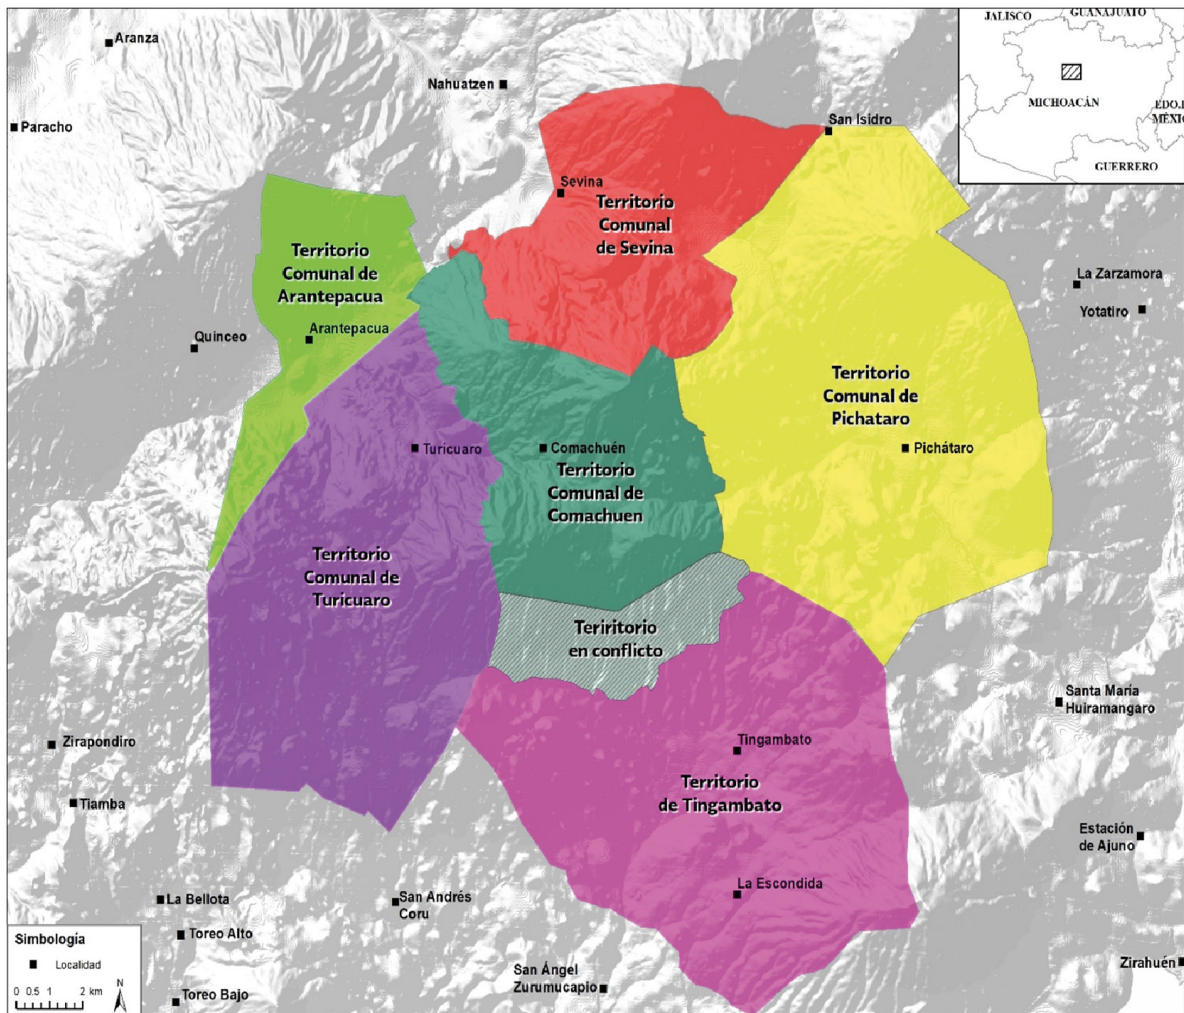 Aranza
Nahuatzen
Paracho
San Isidro
JALISCO
GUANAJUATO
MICHOACÁN
EDO.D
MÉXIC
GUERRERO
Sevina
Territorio
Comunal
de Sevina
Territorio
Comunal de
Arantepacua
Arantepacua
Quinceo
La Zarzamora
Yotatiro
Territorio
Comunal de
Pichataro
Pichátaro
Turicuaro
Comachuén
Territorio
Comunal de
Comachuen
Territorio
Comunal de
Turicuaro
Teriritorio
en conflicto
Santa María
Huiramangaro
Zirapondiro
Tingambato
Territorio
de Tingambato
Tiamba
Estación
de Ajuno
La Escondida
La Bellota
San Andrés
Coru
Toreo Alto
Simbología
Localidad
0 0.5 1 2 km
N
Toreo Bajo
San Ángel
Zurumucapio
Zirahuén